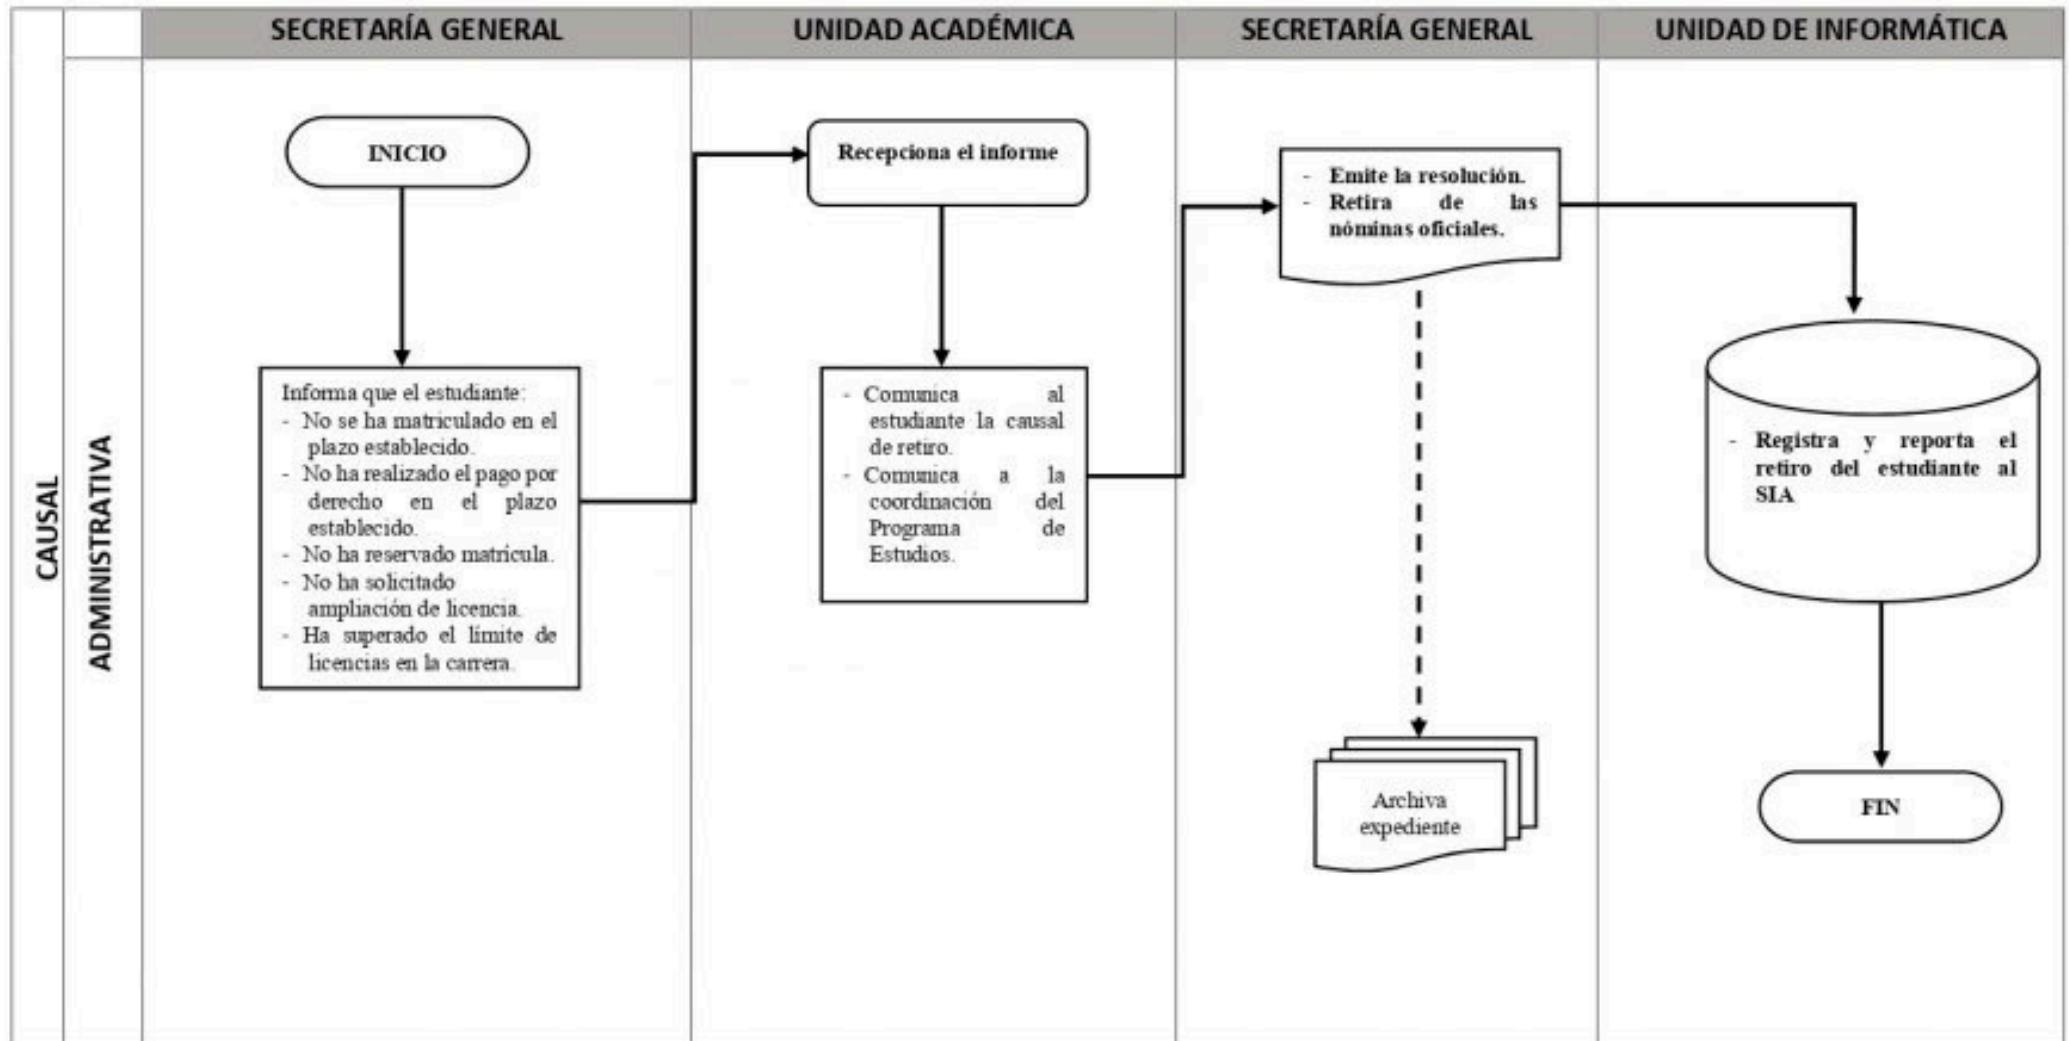 SECRETARÍA GENERAL
UNIDAD ACADÉMICA
SECRETARÍA GENERAL
UNIDAD DE INFORMÁTICA
CAUSAL
ADMINISTRATIVA
INICIO
Informa que el estudiante:
- No se ha matriculado en el
plazo establecido.
- No ha realizado el pago por
derecho en el plazo
establecido.
- No ha reservado matrícula.
- No ha solicitado
ampliación de licencia.
- Ha superado el límite de
licencias en la carrera.
Recepciona el informe
- Comunica al
estudiante la causal
de retiro.
- Comunica a la
coordinación del
Programa de
Estudios.
- Emite la resolución.
- Retira de las
nóminas oficiales.
Archiva
expediente
- Registra y reporta el
retiro del estudiante al
SIA
FIN